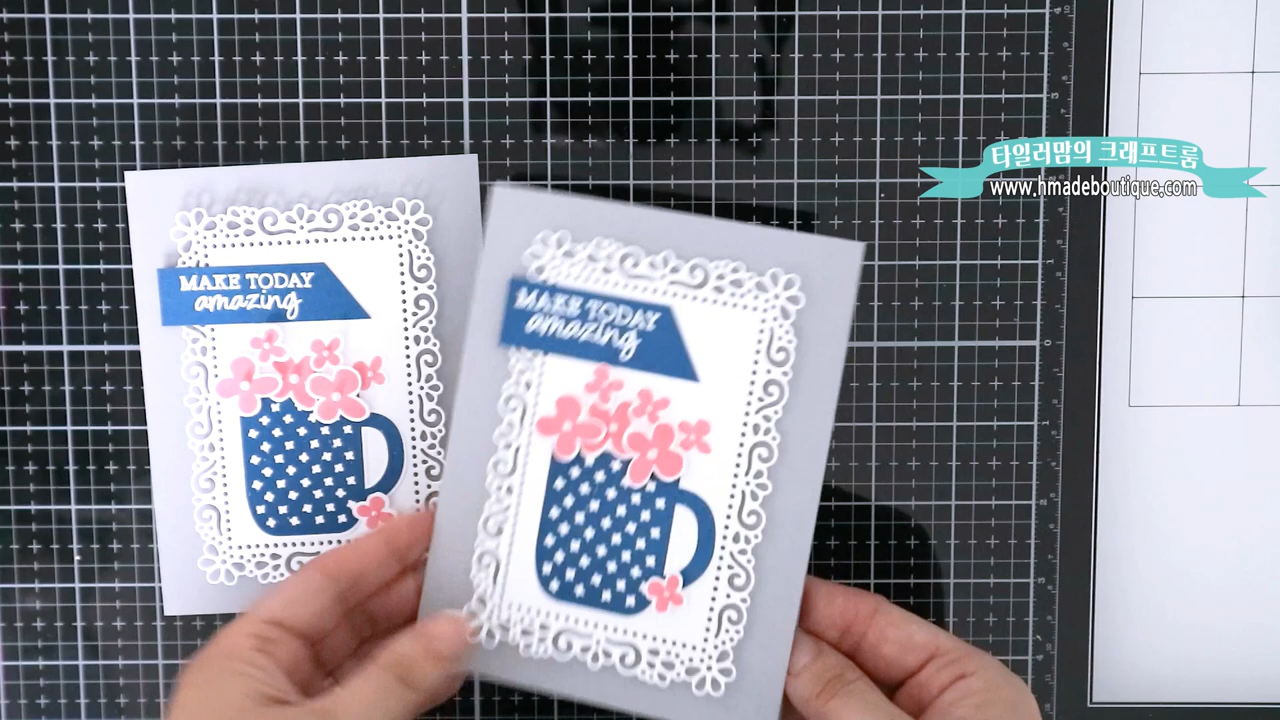 타일러맘의 크래프트룸
www.hmadeboutique.com
MAKE TODAY
amazing
MAKE TODAY
amazing